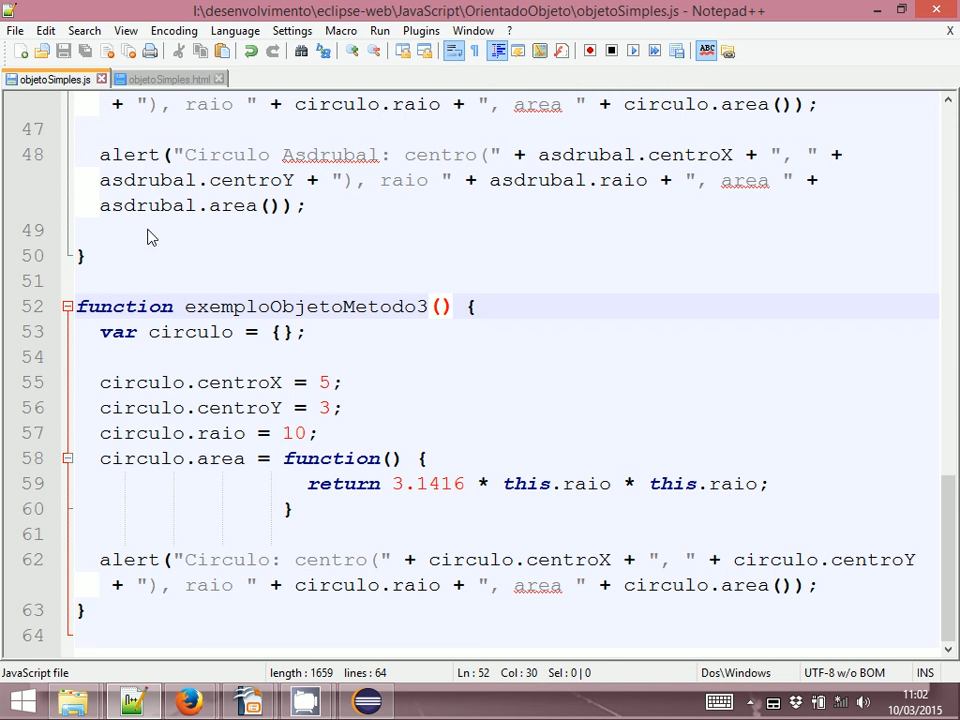 I:\desenvolvimento\eclipse-web\JavaScript\OrientadoObjeto\objetoSimples.js - Notepad++
File Edit Search View Encoding Language Settings Macro Run Plugins Window ? X
objetoSimples.js objetoSimples.html
+ "), raio " + circulo.raio + ", area " + circulo.area());
47
48 alert("Circulo Asdrubal: centro(" + asdrubal.centroX + ", " +
asdrubal.centroY + "), raio " + asdrubal.raio + ", area " +
asdrubal.area());
49
50 }
51
52 function exemploObjetoMetodo3() {
53 var circulo = {};
54
55 circulo.centroX = 5;
56 circulo.centroY = 3;
57 circulo.raio = 10;
58 circulo.area = function() {
59 return 3.1416 * this.raio * this.raio;
60 }
61
62 alert("Circulo: centro(" + circulo.centroX + ", " + circulo.centroY
+ "), raio " + circulo.raio + ", area " + circulo.area());
63 }
64
JavaScript file length : 1659 lines : 64 Ln : 52 Col : 30 Sel : 0 | 0 Dos\Windows UTF-8 w/o BOM INS
11:02
10/03/2015